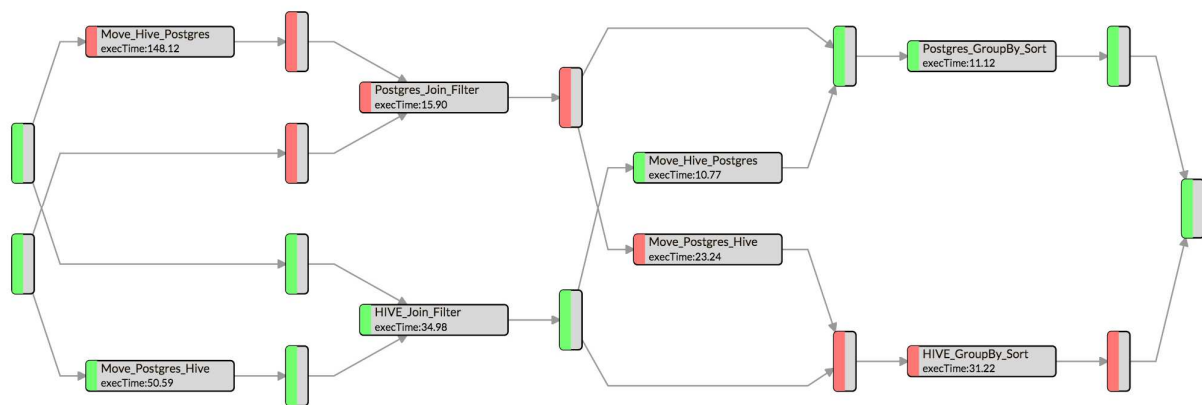 Move_Hive_Postgres
execTime:148.12
Postgres_Join_Filter
execTime:15.90
HIVE_Join_Filter
execTime:34.98
Move_Postgres_Hive
execTime:50.59
Move_Hive_Postgres
execTime:10.77
Move_Postgres_Hive
execTime:23.24
Postgres_GroupBy_Sort
execTime:11.12
HIVE_GroupBy_Sort
execTime:31.22